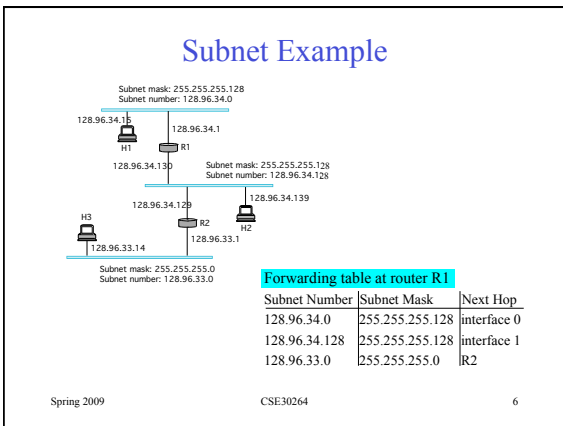 Subnet Example
Subnet mask: 255.255.255.128
Subnet number: 128.96.34.0
128.96.34.15
128.96.34.1
H1
R1
128.96.34.130
Subnet mask: 255.255.255.128
Subnet number: 128.96.34.128
128.96.34.129
128.96.34.139
H3
R2
H2
128.96.33.14
128.96.33.1
Subnet mask: 255.255.255.0
Subnet number: 128.96.33.0
Forwarding table at router R1
Subnet Number Subnet Mask Next Hop
128.96.34.0 255.255.255.128 interface 0
128.96.34.128 255.255.255.128 interface 1
128.96.33.0 255.255.255.0 R2
Spring 2009 CSE30264 6